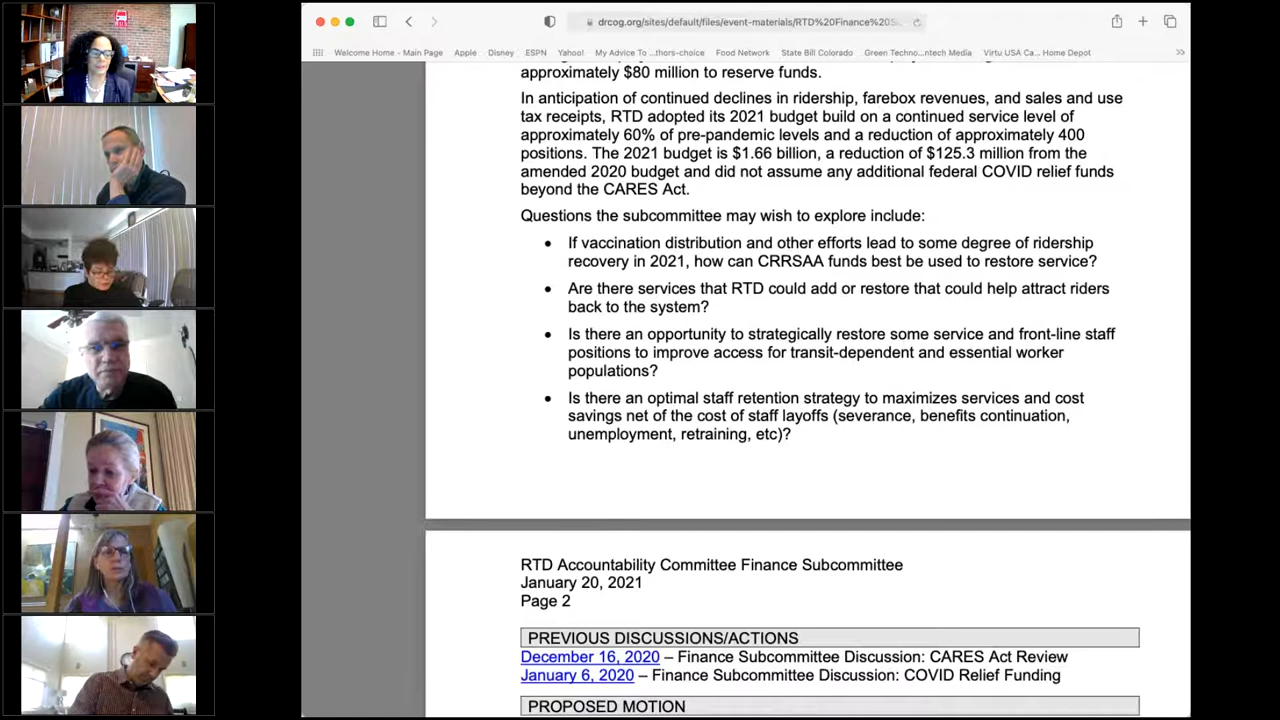 drcog.org/sites/default/files/event-materials/RTD%20Finance%20S
Welcome Home - Main Page Apple Disney ESPN Yahoo! My Advice To ...thors-choice Food Network State Bill Colorado Green Techno...ntech Media Virtu USA Ca... Home Depot
approximately $80 million to reserve funds.
In anticipation of continued declines in ridership, farebox revenues, and sales and use
tax receipts, RTD adopted its 2021 budget build on a continued service level of
approximately 60% of pre-pandemic levels and a reduction of approximately 400
positions. The 2021 budget is $1.66 billion, a reduction of $125.3 million from the
amended 2020 budget and did not assume any additional federal COVID relief funds
beyond the CARES Act.
Questions the subcommittee may wish to explore include:
• If vaccination distribution and other efforts lead to some degree of ridership
recovery in 2021, how can CRRSAA funds best be used to restore service?
• Are there services that RTD could add or restore that could help attract riders
back to the system?
• Is there an opportunity to strategically restore some service and front-line staff
positions to improve access for transit-dependent and essential worker
populations?
• Is there an optimal staff retention strategy to maximizes services and cost
savings net of the cost of staff layoffs (severance, benefits continuation,
unemployment, retraining, etc)?
RTD Accountability Committee Finance Subcommittee
January 20, 2021
Page 2
PREVIOUS DISCUSSIONS/ACTIONS
December 16, 2020 – Finance Subcommittee Discussion: CARES Act Review
January 6, 2020 – Finance Subcommittee Discussion: COVID Relief Funding
PROPOSED MOTION